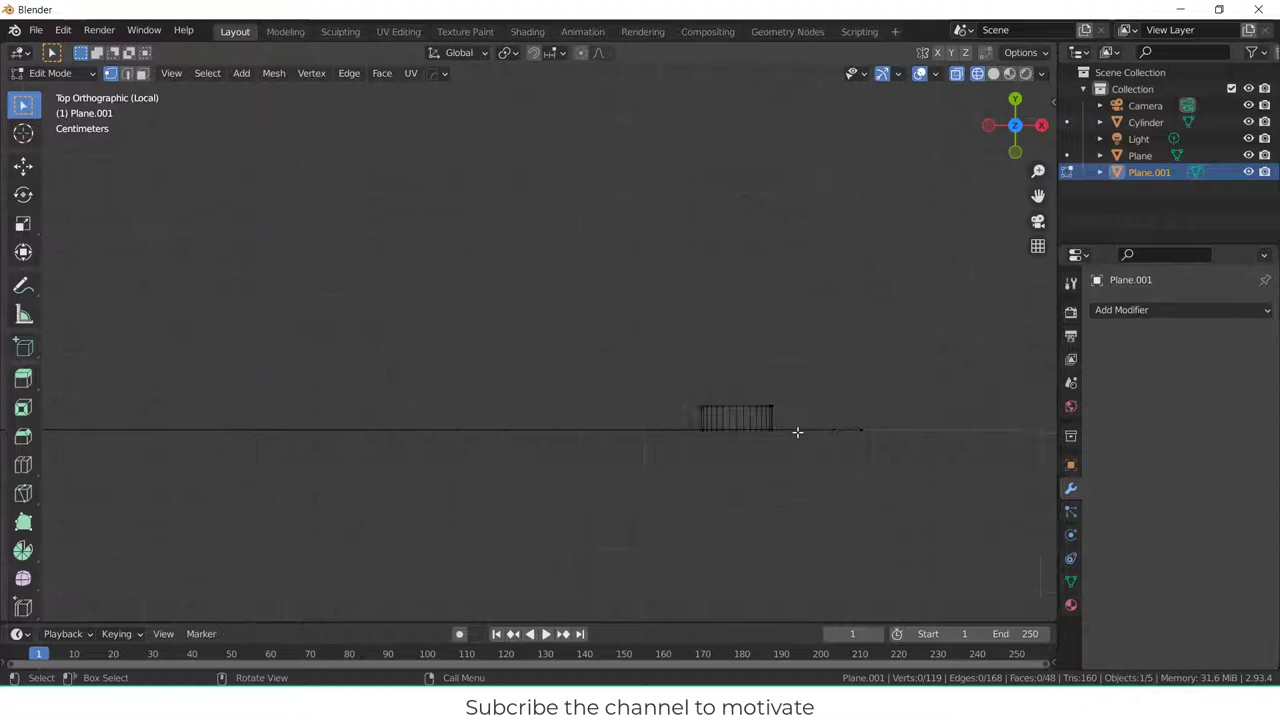 Blender
File Edit Render Window Help
Layout Modeling Sculpting UV Editing Texture Paint Shading Animation Rendering Compositing Geometry Nodes Scripting
Scene
View Layer
Global
X Y Z
Options
Edit Mode
View Select Add Mesh Vertex Edge Face UV
Top Orthographic (Local)
(1) Plane.001
Centimeters
Y
Z
X
Scene Collection
Collection
Camera
Cylinder
Light
Plane
Plane.001
Plane.001
Add Modifier
Playback Keying View Marker
1 Start 1 End 250
1 10 20 30 40 50 60 70 80 90 100 110 120 130 140 150 160 170 180 190 200 210 220 230 240 250
Select Box Select Rotate View Call Menu
Plane.001 | Verts:0/119 | Edges:0/168 | Faces:0/48 | Tris:160 | Objects:1/5 | Memory: 31.6 MiB | 2.93.4
Subcribe the channel to motivate